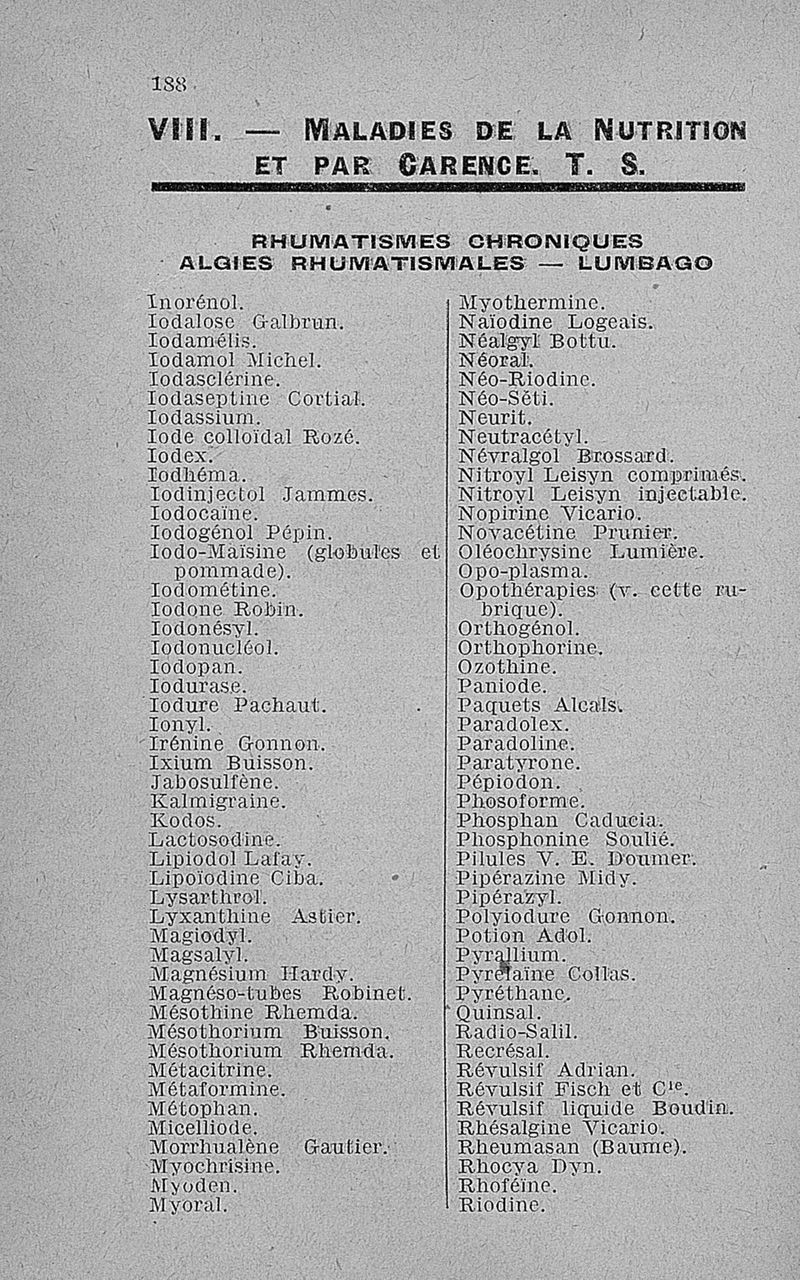 188
VIII. — MALADIES DE LA NUTRITION
ET PAR CARENCE. T. S.
RHUMATISMES CHRONIQUES
ALGIES RHUMATISMALES — LUMBAGO
Inorénol.
Iodalose Galbrun.
Iodamélis.
Iodamol Michel.
Iodasclérine.
Iodaseptine Cortial.
Iodassium.
Iode colloïdal Rozé.
Iodex.
Iodhéma.
Iodinjectol Jammes.
Iodocaïne.
Iodogénol Pépin.
Iodo-Maïsine (globules et
pommade).
Iodométine.
Iodone Robin.
Iodonésyl.
Iodonucléol.
Iodopan.
Iodurase.
Iodure Pachaut.
Ionyl.
Irénine Gonnon.
Ixium Buisson.
Jabosulfène.
Kalmigraine.
Kodos.
Lactosodine.
Lipiodol Lafay.
Lipoïodine Ciba.
Lysarthrol.
Lyxanthine Astier.
Magiodyl.
Magsalyl.
Magnésium Hardy.
Magnéso-tubes Robinet.
Mésothine Rhemda.
Mésothorium Buisson.
Mésothorium Rhemda.
Métacitrine.
Métaformine.
Métophan.
Micelliode.
Morrhualène Gautier.
Myochrisine.
Myoden.
Myoral.
Myothermine.
Naïodine Logeais.
Néalgyl Bottu.
Néoral.
Néo-Riodine.
Néo-Séti.
Neurit.
Neutracétyl.
Névralgol Brossard.
Nitroyl Leisyn comprimés.
Nitroyl Leisyn injectable.
Nopirine Vicario.
Novacétine Prunier.
Oléochrysine Lumière.
Opo-plasma.
Opothérapies (v. cette ru-
brique).
Orthogénol.
Orthophorine.
Ozothine.
Paniode.
Paquets Alcals.
Paradolex.
Paradoline.
Paratyrone.
Pépiodon.
Phosoforme.
Phosphan Caducia.
Phosphonine Soulié.
Pilules V. E. Doumer.
Pipérazine Midy.
Pipérazyl.
Polyiodure Gonnon.
Potion Adol.
Pyrallium.
Pyrétaïne Collas.
Pyréthane.
Quinsal.
Radio-Salil.
Recrésal.
Révulsif Adrian.
Révulsif Fisch et Cie.
Révulsif liquide Boudin.
Rhésalgine Vicario.
Rheumasan (Baume).
Rhocya Dyn.
Rhoféïne.
Riodine.